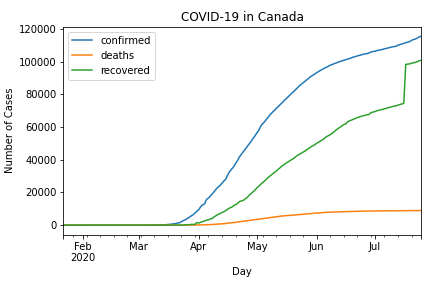 COVID-19 in Canada
120000
100000
80000
60000
40000
20000
0
Number of Cases
confirmed
deaths
recovered
Feb
2020
Mar
Apr
May
Jun
Jul
Day